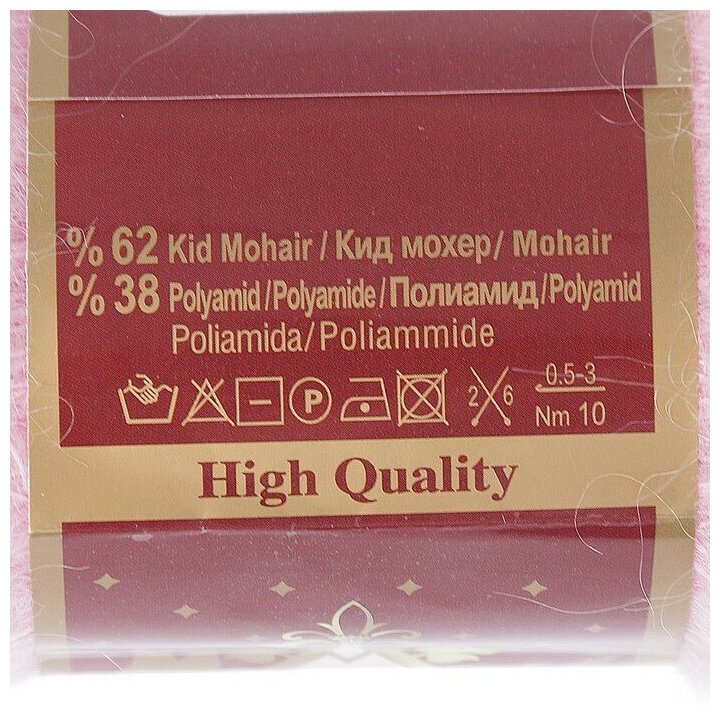 % 62 Kid Mohair / Кид мохер / Mohair
% 38 Polyamid / Polyamide / Полиамид / Polyamid
Poliamida / Poliammide
P 2 6 0.5-3
Nm 10
High Quality